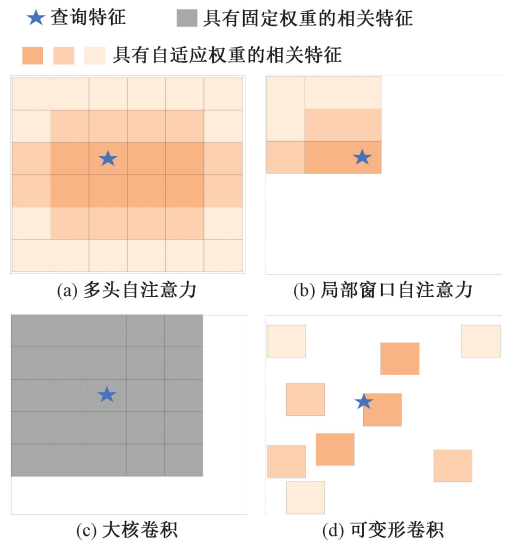 查询特征 具有固定权重的相关特征
具有自适应权重的相关特征
(a) 多头自注意力 (b) 局部窗口自注意力
(c) 大核卷积 (d) 可变形卷积